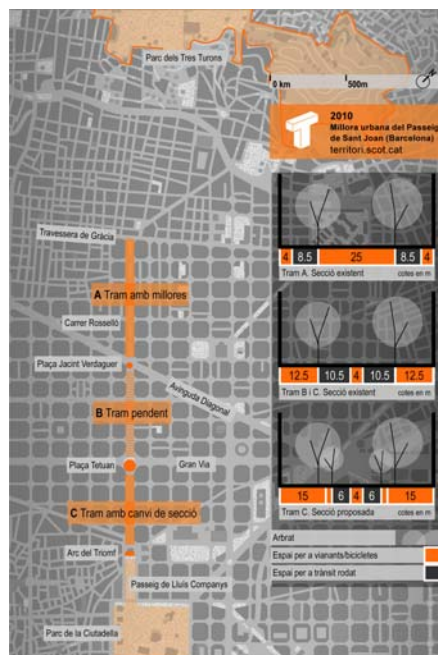 Parc dels Tres Turons
0 km 500m
N
2010
Millora urbana del Passeig
de Sant Joan (Barcelona)
territori.scot.cat
Travessera de Gràcia
4 8.5 25 8.5 4
Tram A. Secció existent cotes en m
A Tram amb millores
Carrer Rosselló
Plaça Jacint Verdaguer
Avinguda Diagonal
12.5 10.5 4 10.5 12.5
Tram B i C. Secció existent cotes en m
B Tram pendent
Plaça Tetuan
Gran Via
15 6 4 6 15
Tram C. Secció proposada cotes en m
C Tram amb canvi de secció
Arbrat
Espai per a vianants/bicicletes
Espai per a trànsit rodat
Arc del Triomf
Passeig de Lluís Companys
Parc de la Ciutadella